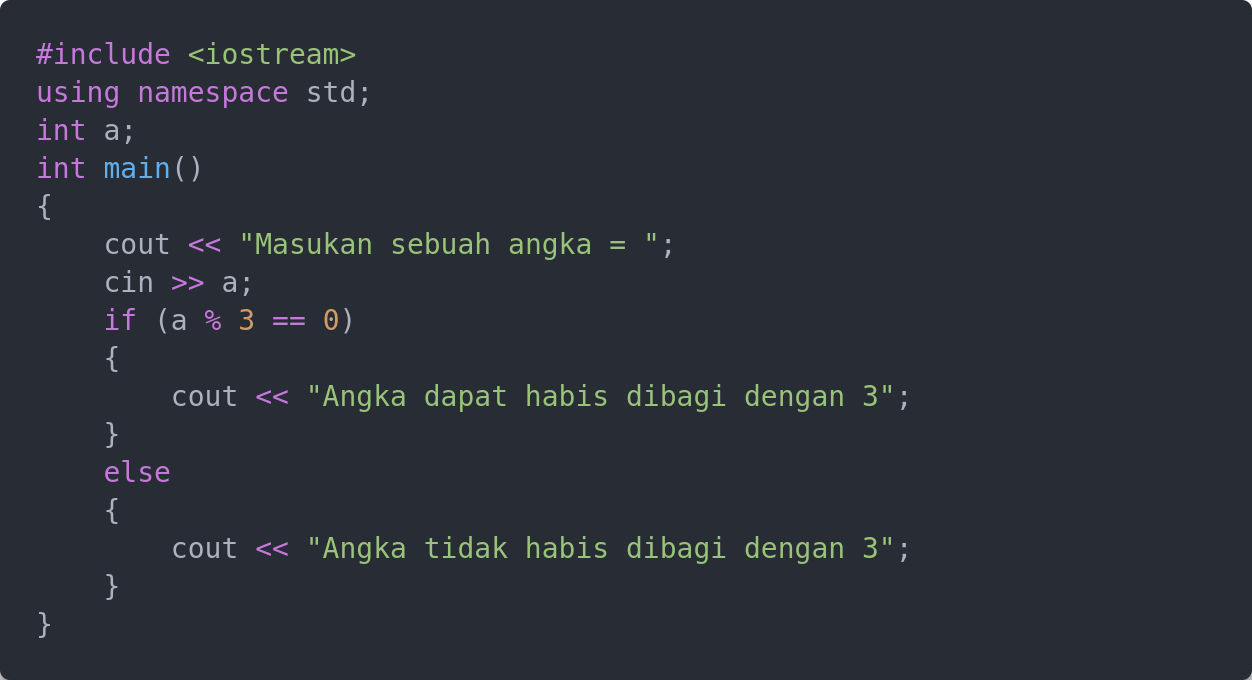 #include <iostream>
using namespace std;
int a;
int main()
{
    cout << "Masukan sebuah angka = ";
    cin >> a;
    if (a % 3 == 0)
    {
        cout << "Angka dapat habis dibagi dengan 3";
    }
    else
    {
        cout << "Angka tidak habis dibagi dengan 3";
    }
}